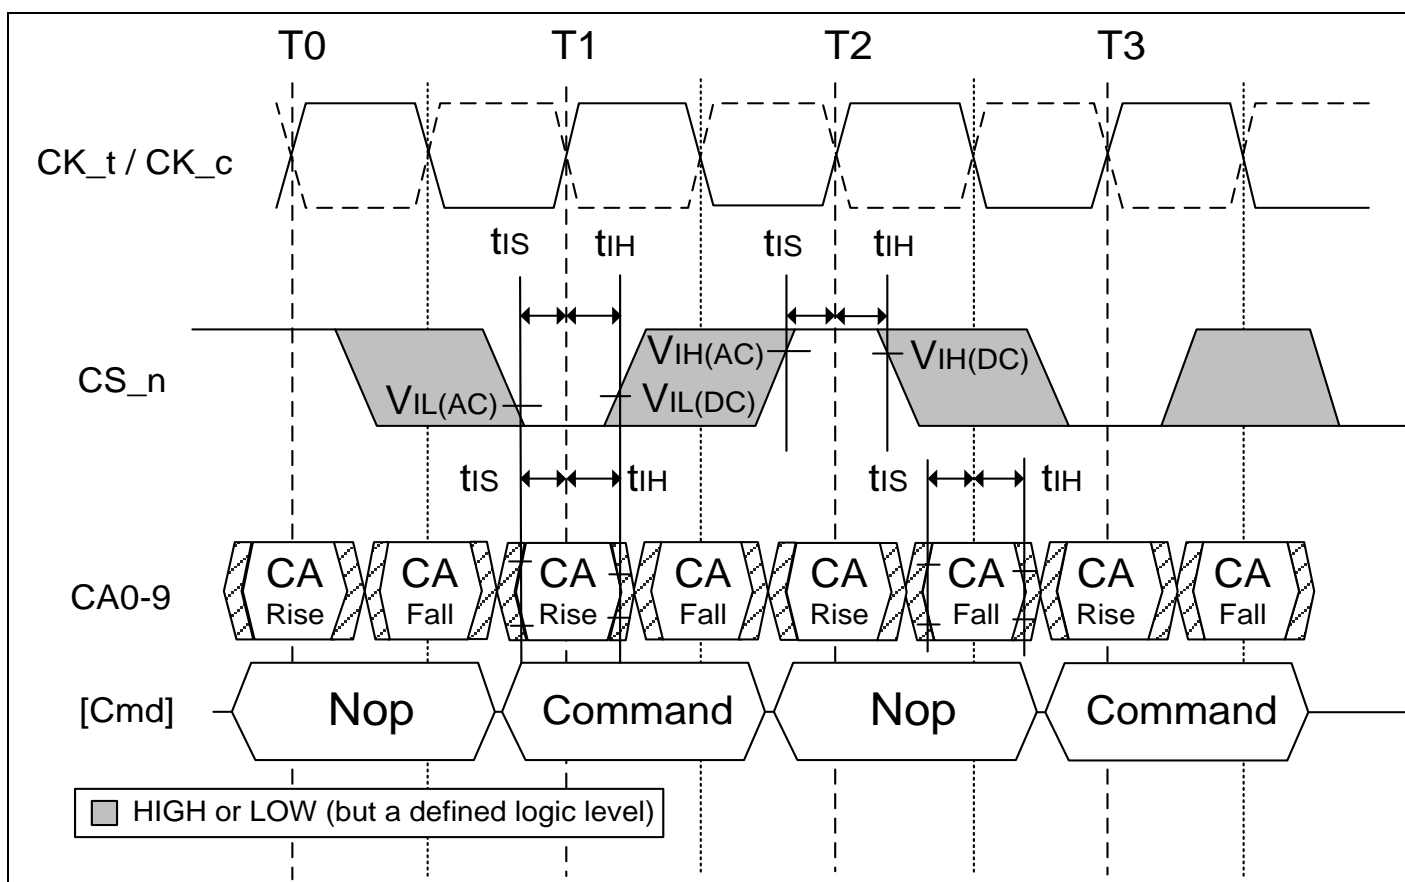 T0 T1 T2 T3
CK_t / CK_c
tIS tIH tIS tIH
CS_n
VIH(AC) VIH(DC)
VIL(AC) VIL(DC)
tIS tIH tIS tIH
CA0-9
CA CA CA CA CA CA CA CA
Rise Fall Rise Fall Rise Fall Rise Fall
[Cmd] Nop Command Nop Command
HIGH or LOW (but a defined logic level)